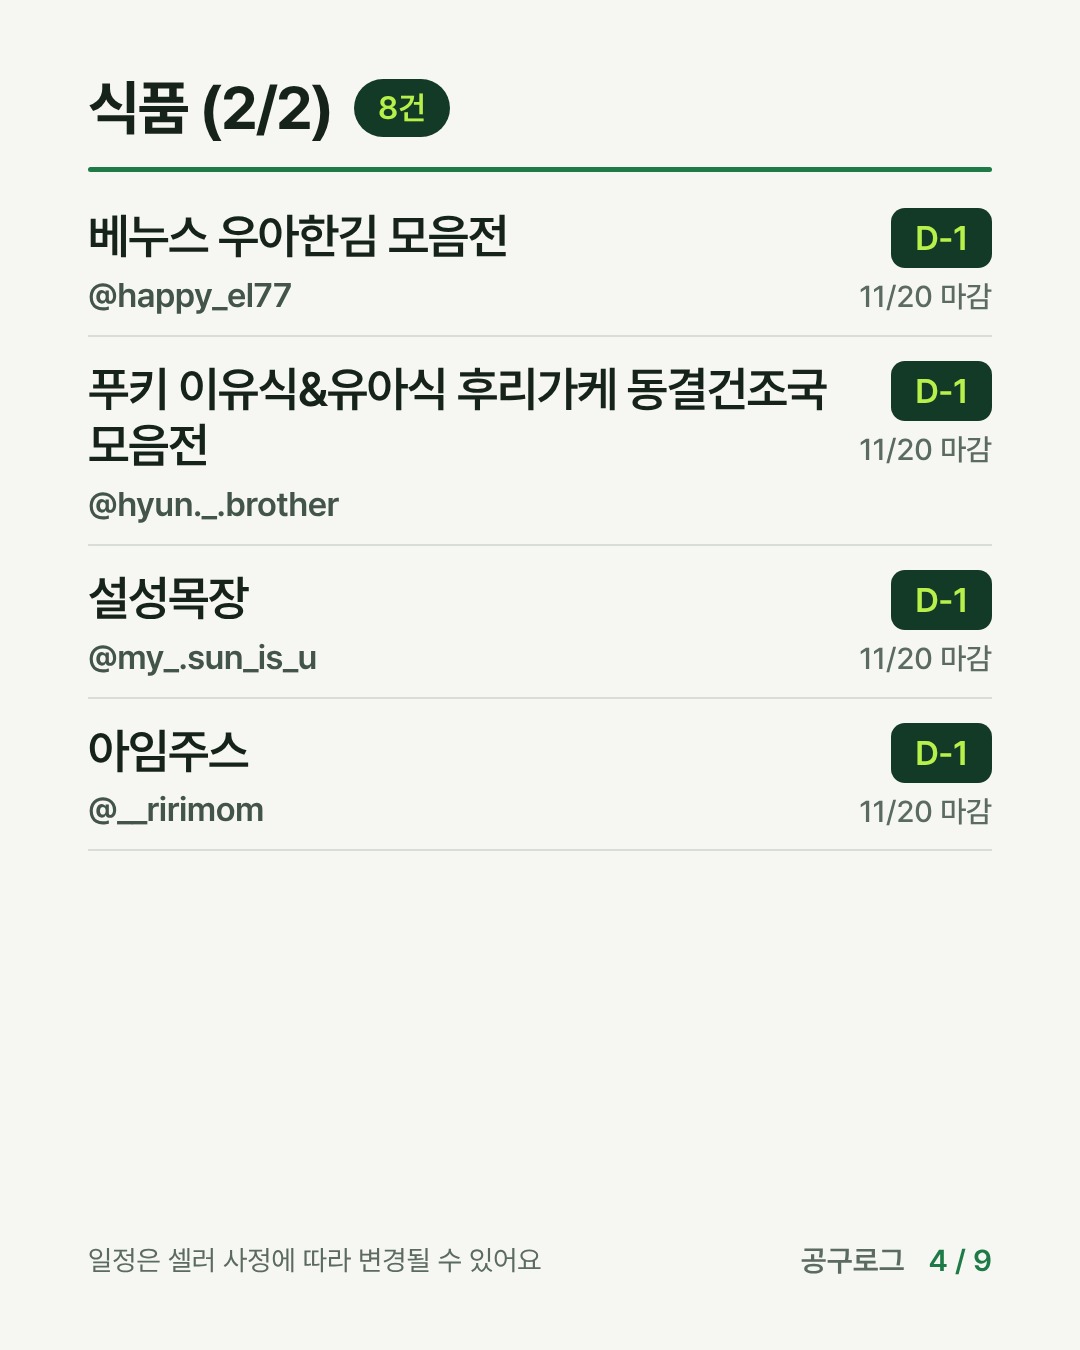 식품 (2/2) 8건
베누스 우아한김 모음전 D-1
@happy_el77 11/20 마감
푸키 이유식&유아식 후리가케 동결건조국 D-1
모음전 11/20 마감
@hyun._.brother
설성목장 D-1
@my_.sun_is_u 11/20 마감
아임주스 D-1
@__ririmom 11/20 마감
일정은 셀러 사정에 따라 변경될 수 있어요 공구로그 4 / 9